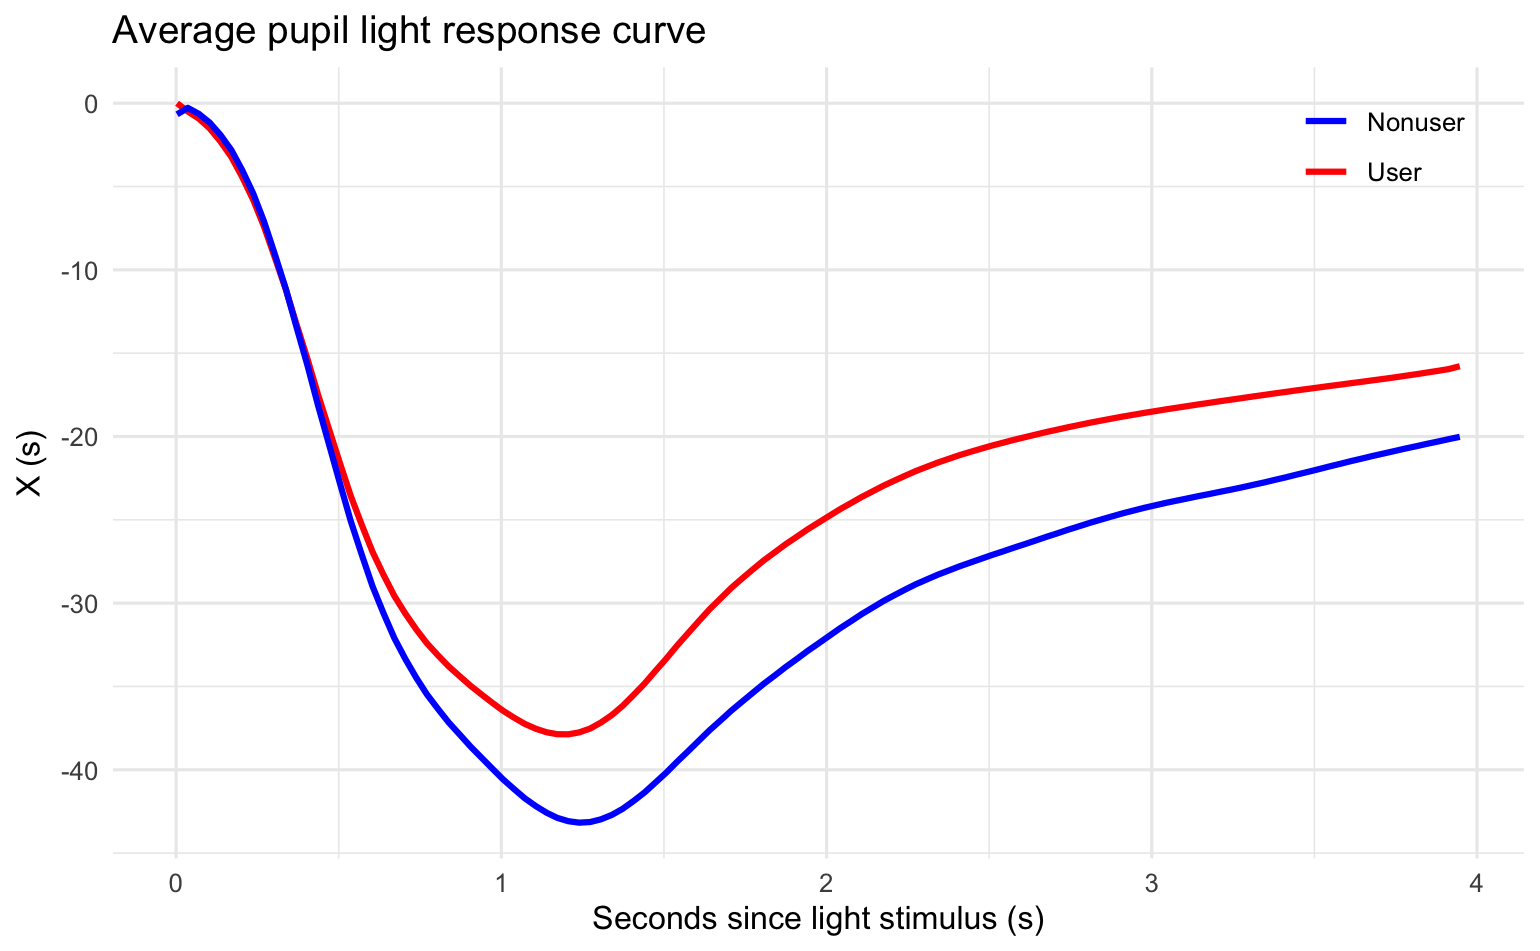 Average pupil light response curve
0
-10
-20
-30
-40
X (s)
Nonuser
User
0 1 2 3 4
Seconds since light stimulus (s)